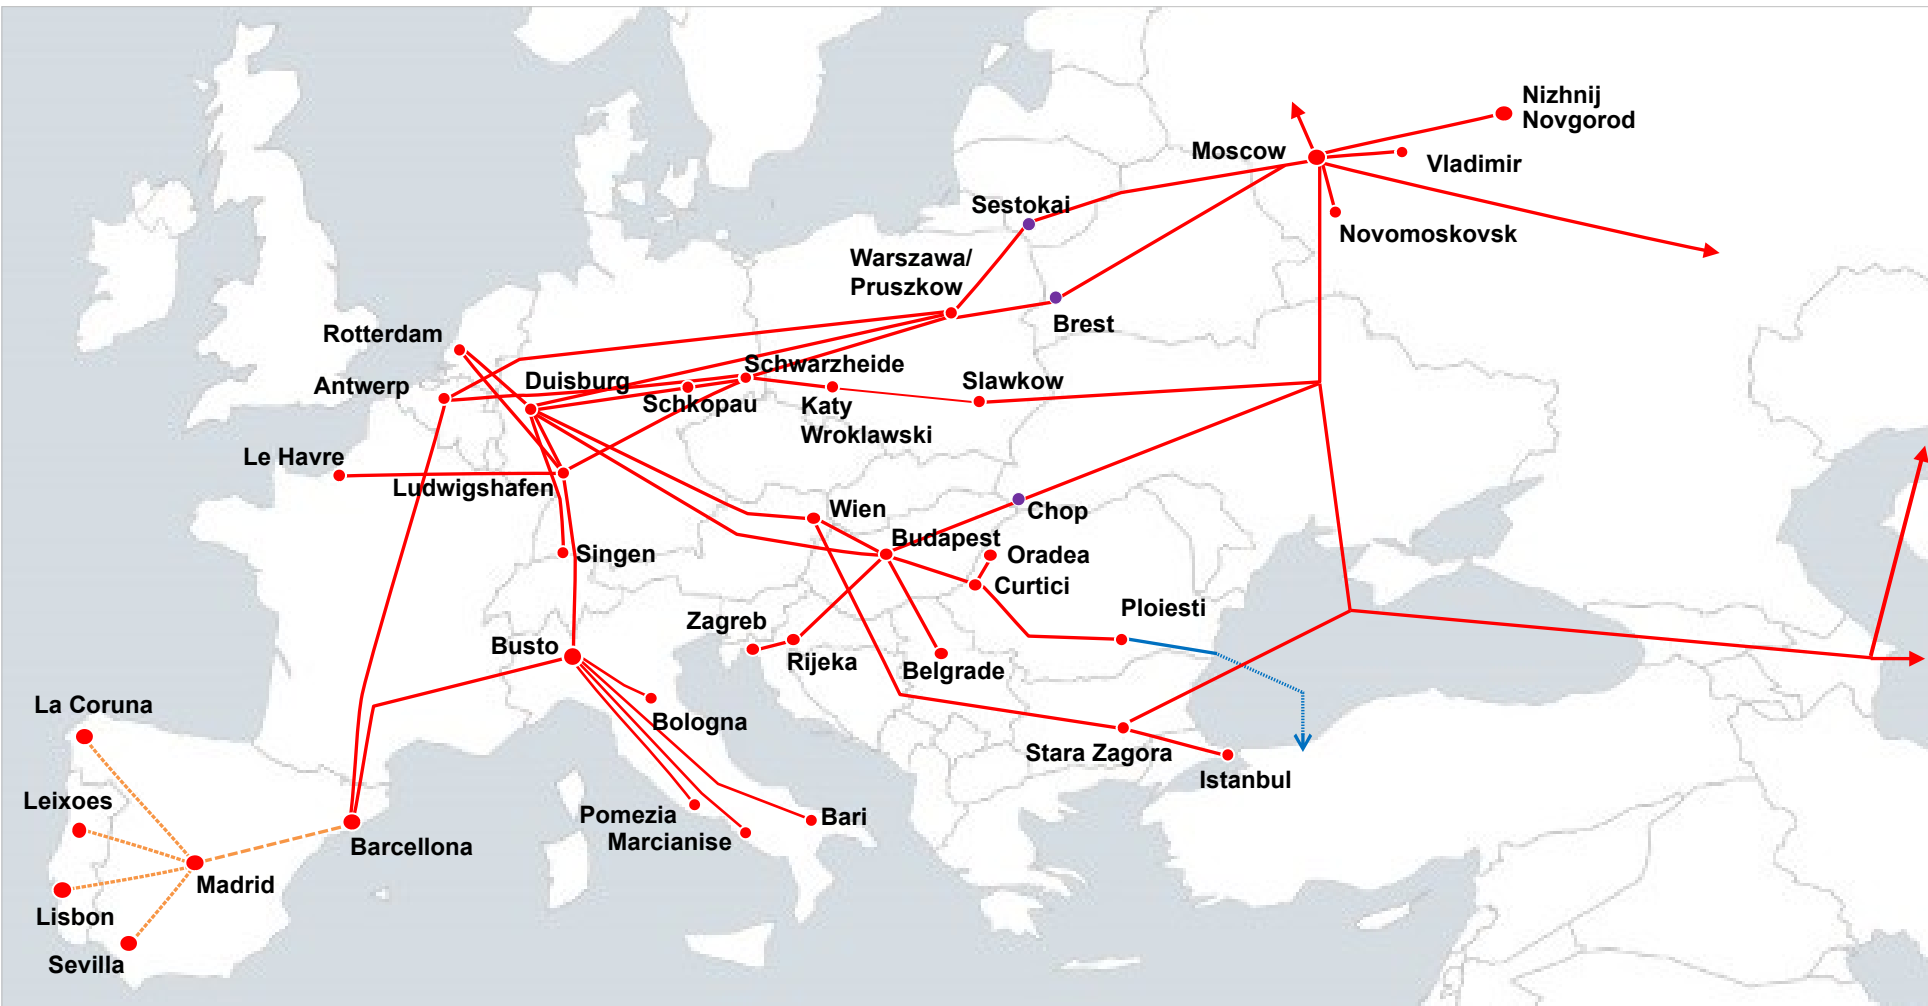 Nizhnij
Novgorod
Moscow
Vladimir
Sestokai
Novomoskovsk
Warszawa/
Pruszkow
Brest
Rotterdam
Schwarzheide
Antwerp
Duisburg
Slawkow
Schkopau
Katy
Wroklawski
Le Havre
Ludwigshafen
Wien
Chop
Budapest
Singen
Oradea
Curtici
Ploiesti
Zagreb
Busto
Rijeka
Belgrade
La Coruna
Bologna
Stara Zagora
Istanbul
Leixoes
Pomezia
Bari
Marcianise
Barcellona
Madrid
Lisbon
Sevilla